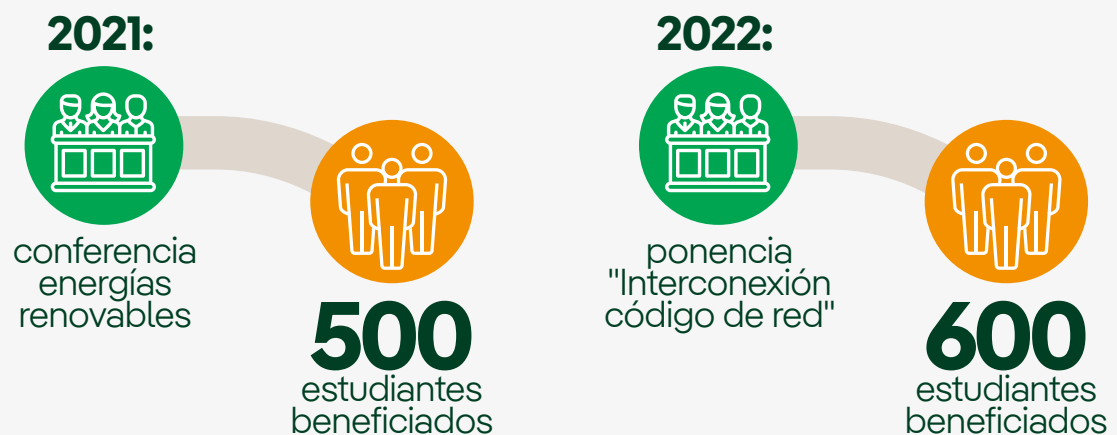 2021:
conferencia
energías
renovables
500
estudiantes
beneficiados
2022:
ponencia
"Interconexión
código de red"
600
estudiantes
beneficiados